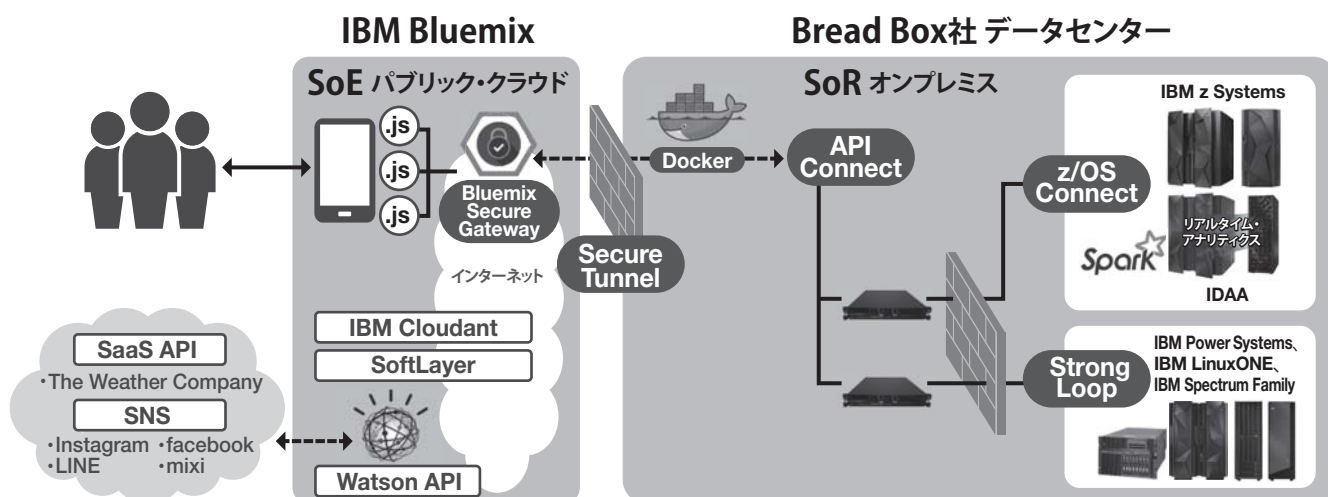 IBM Bluemix
SoE パブリック・クラウド
.js
.js
.js
Bluemix
Secure
Gateway
インターネット
Secure
Tunnel
IBM Cloudant
SoftLayer
Watson API
SaaS API
・The Weather Company
SNS
・Instagram ・facebook
・LINE ・mixi
Bread Box社 データセンター
SoR オンプレミス
Docker
API
Connect
z/OS
Connect
IBM z Systems
リアルタイム・
アナリティクス
Spark
IDAA
Strong
Loop
IBM Power Systems、
IBM LinuxONE、
IBM Spectrum Family